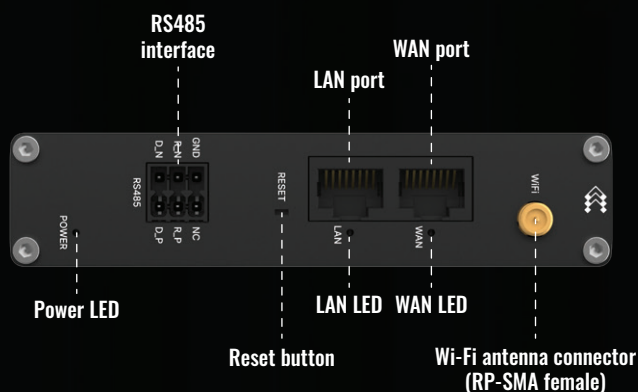 RS485
interface
WAN port
LAN port
D_N R_N GND
RS485
D_P R_P NC
POWER
RESET
LAN
WAN
WiFi
Power LED
LAN LED
WAN LED
Reset button
Wi-Fi antenna connector
(RP-SMA female)